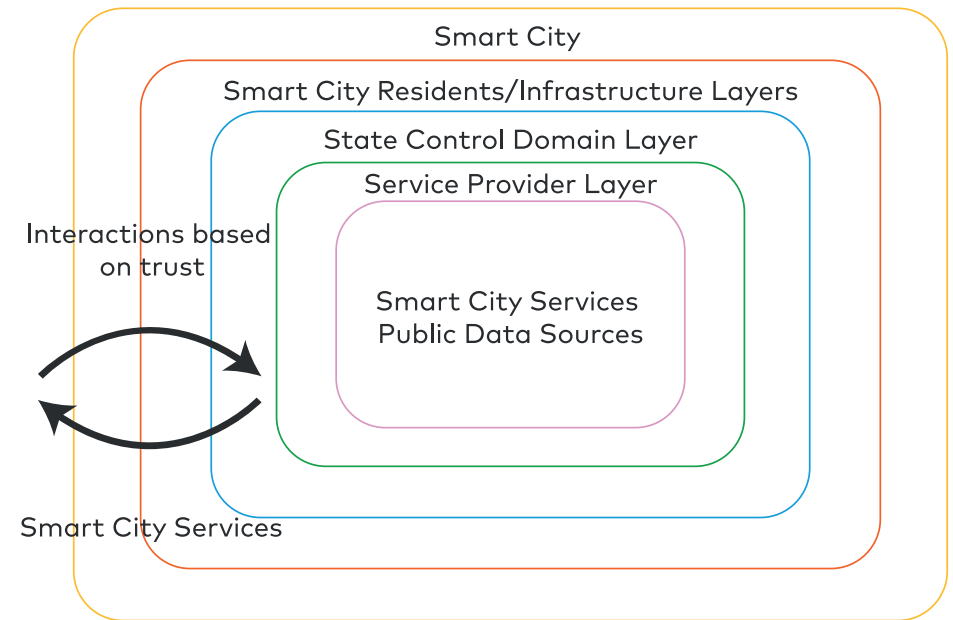 Smart City
Smart City Residents/Infrastructure Layers
State Control Domain Layer
Service Provider Layer
Interactions based
on trust
Smart City Services
Public Data Sources
Smart City Services